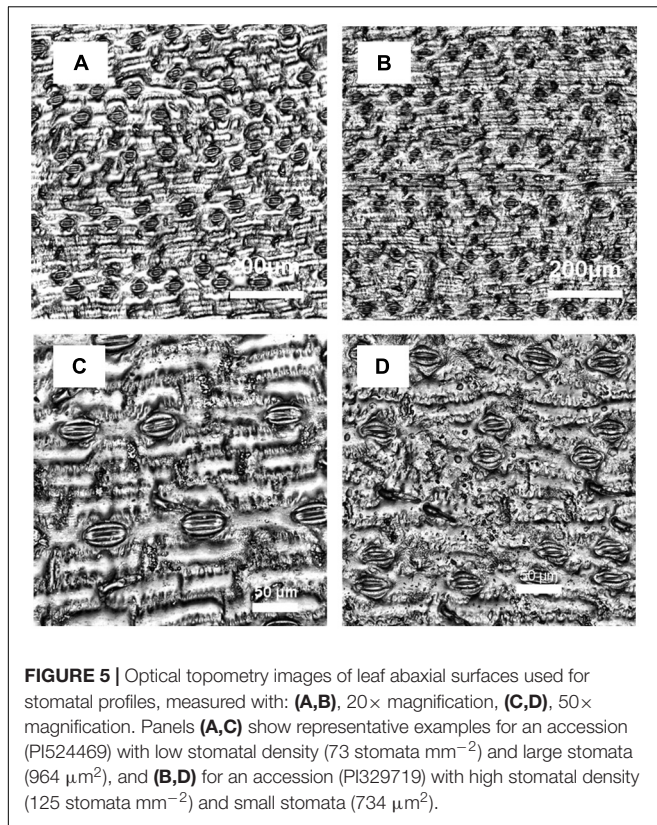 A
B
200μm
200μm
C
D
50 μm
50 μm
FIGURE 5 | Optical topometry images of leaf abaxial surfaces used for
stomatal profiles, measured with: (A,B), 20× magnification, (C,D), 50×
magnification. Panels (A,C) show representative examples for an accession
(PI524469) with low stomatal density (73 stomata mm⁻²) and large stomata
(964 μm²), and (B,D) for an accession (PI329719) with high stomatal density
(125 stomata mm⁻²) and small stomata (734 μm²).